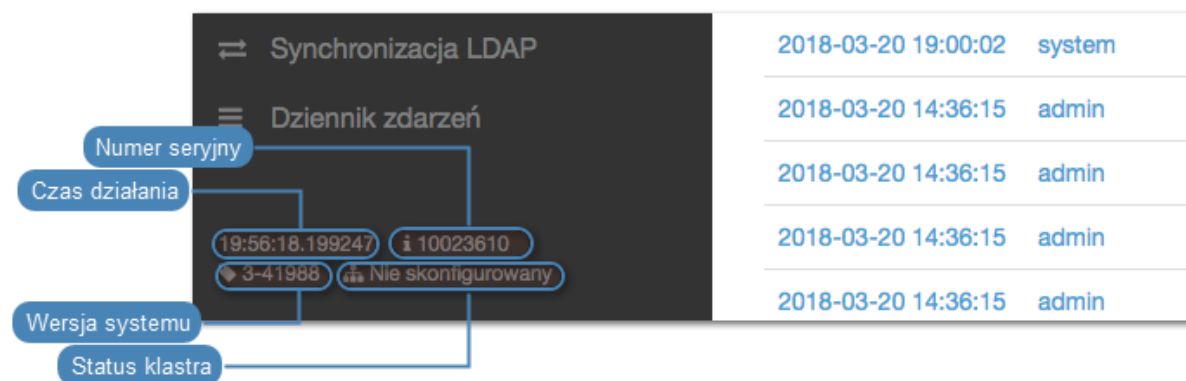 Synchronizacja LDAP
2018-03-20 19:00:02 system
Dziennik zdarzeń
2018-03-20 14:36:15 admin
Numer seryjny
2018-03-20 14:36:15 admin
Czas działania
19:56:18.199247 10023610
2018-03-20 14:36:15 admin
3-41988 Nie skonfigurowany
2018-03-20 14:36:15 admin
Wersja systemu
Status klastra